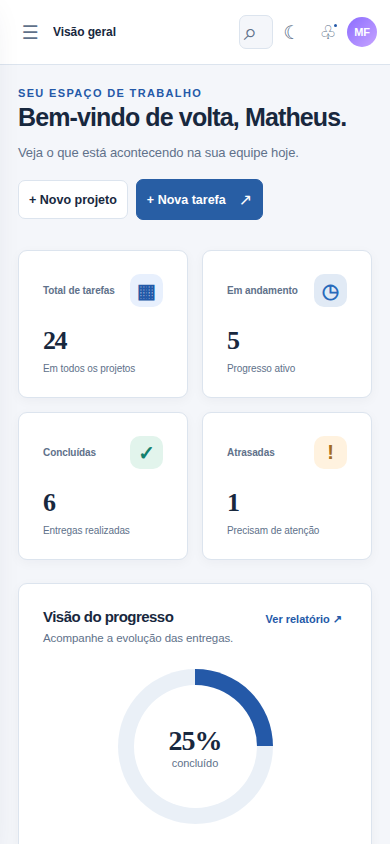 Visão geral
MF
SEU ESPAÇO DE TRABALHO
Bem-vindo de volta, Matheus.
Veja o que está acontecendo na sua equipe hoje.
+ Novo projeto
+ Nova tarefa ↗
Total de tarefas
24
Em todos os projetos
Em andamento
5
Progresso ativo
Concluídas
✓
6
Entregas realizadas
Atrasadas
!
1
Precisam de atenção
Visão do progresso
Ver relatório ↗
Acompanhe a evolução das entregas.
25%
concluído